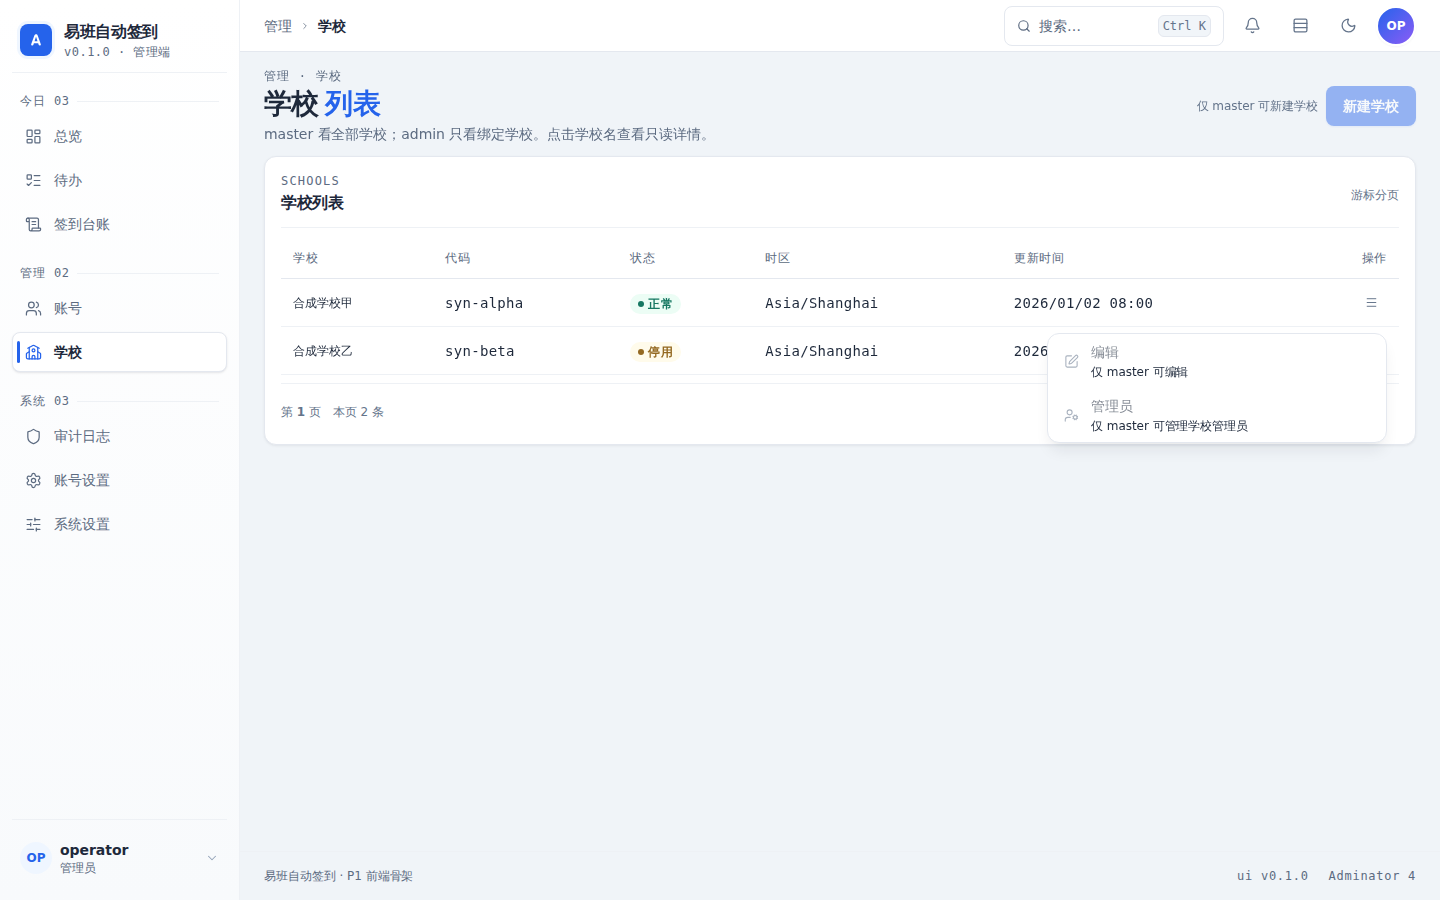 A
易班自动签到
v0.1.0 · 管理端
今日 03
总览
待办
签到台账
管理 02
账号
学校
系统 03
审计日志
账号设置
系统设置
OP
operator
管理员
管理 › 学校
搜索… Ctrl K
OP
管理 · 学校
学校 列表
master 看全部学校；admin 只看绑定学校。点击学校名查看只读详情。
仅 master 可新建学校 新建学校
SCHOOLS
学校列表
游标分页
学校 代码 状态 时区 更新时间 操作
合成学校甲 syn-alpha 正常 Asia/Shanghai 2026/01/02 08:00
合成学校乙 syn-beta 停用 Asia/Shanghai 2026
编辑
仅 master 可编辑
管理员
仅 master 可管理学校管理员
第 1 页 本页 2 条
易班自动签到 · P1 前端骨架
ui v0.1.0 Adminator 4